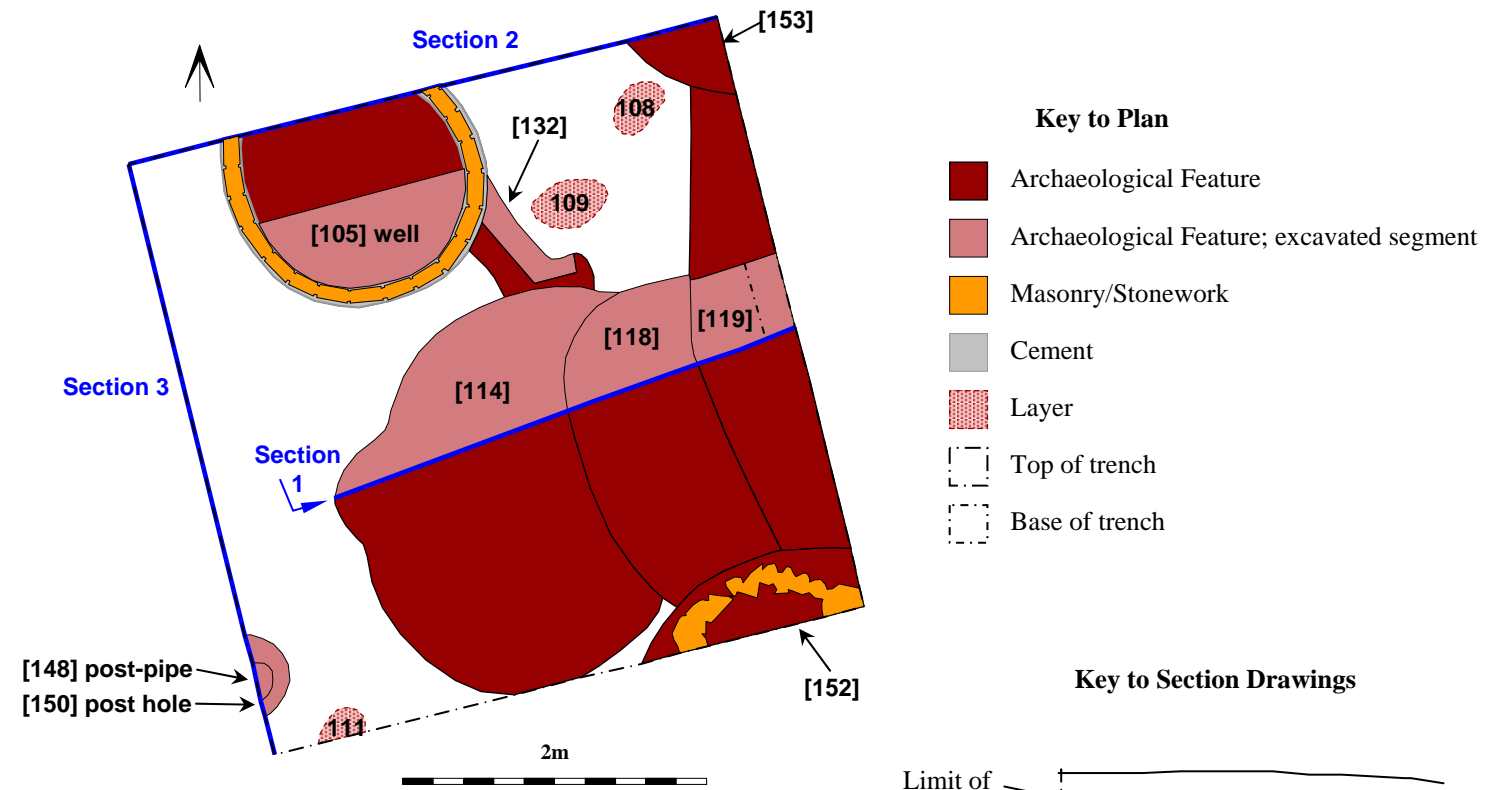 Section 2
[153]
108
[132]
109
[105] well
[118]
[119]
[114]
Section 3
Section
1
[148] post-pipe
[150] post hole
111
[152]
2m
Key to Plan
Archaeological Feature
Archaeological Feature; excavated segment
Masonry/Stonework
Cement
Layer
Top of trench
Base of trench
Key to Section Drawings
Limit of